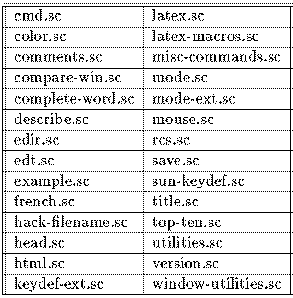 cmd.sc latex.sc
color.sc latex-macros.sc
comments.sc misc-commands.sc
compare-win.sc mode.sc
complete-word.sc mode-ext.sc
describe.sc mouse.sc
edir.sc rcs.sc
edt.sc save.sc
example.sc sun-keydef.sc
french.sc title.sc
hack-filename.sc top-ten.sc
head.sc utilities.sc
html.sc version.sc
keydef-ext.sc window-utilities.sc